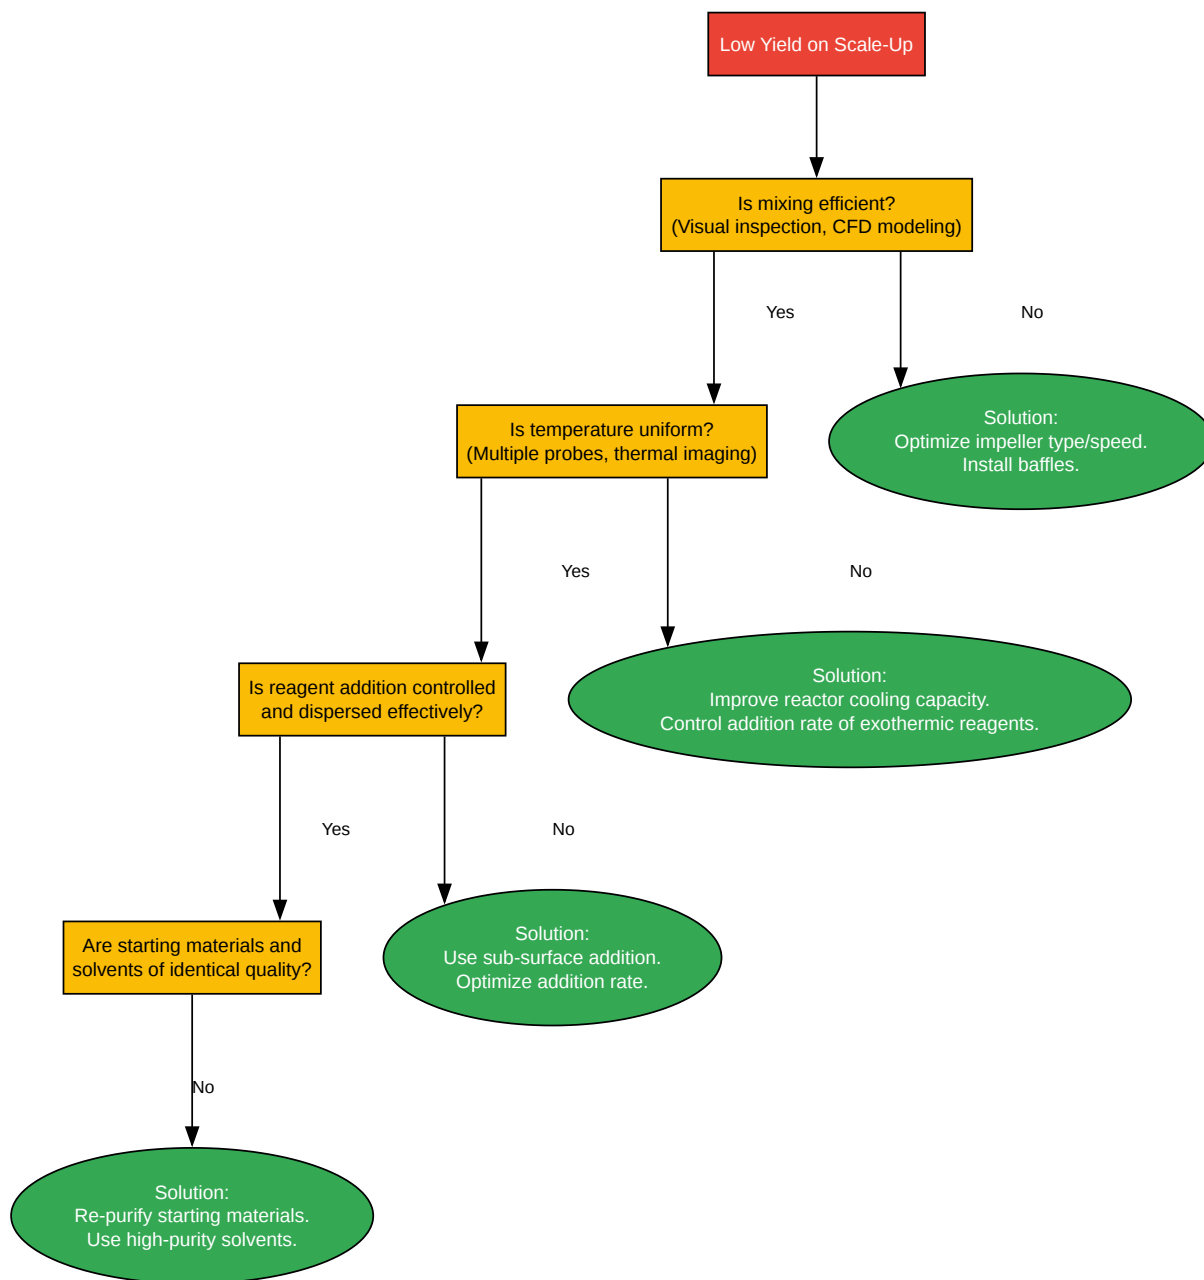 Low Yield on Scale-Up
Is mixing efficient?
(Visual inspection, CFD modeling)
Yes
No
Solution:
Optimize impeller type/speed.
Install baffles.
Is temperature uniform?
(Multiple probes, thermal imaging)
Yes
No
Solution:
Improve reactor cooling capacity.
Control addition rate of exothermic reagents.
Is reagent addition controlled
and dispersed effectively?
Yes
No
Solution:
Use sub-surface addition.
Optimize addition rate.
Are starting materials and
solvents of identical quality?
No
Solution:
Re-purify starting materials.
Use high-purity solvents.